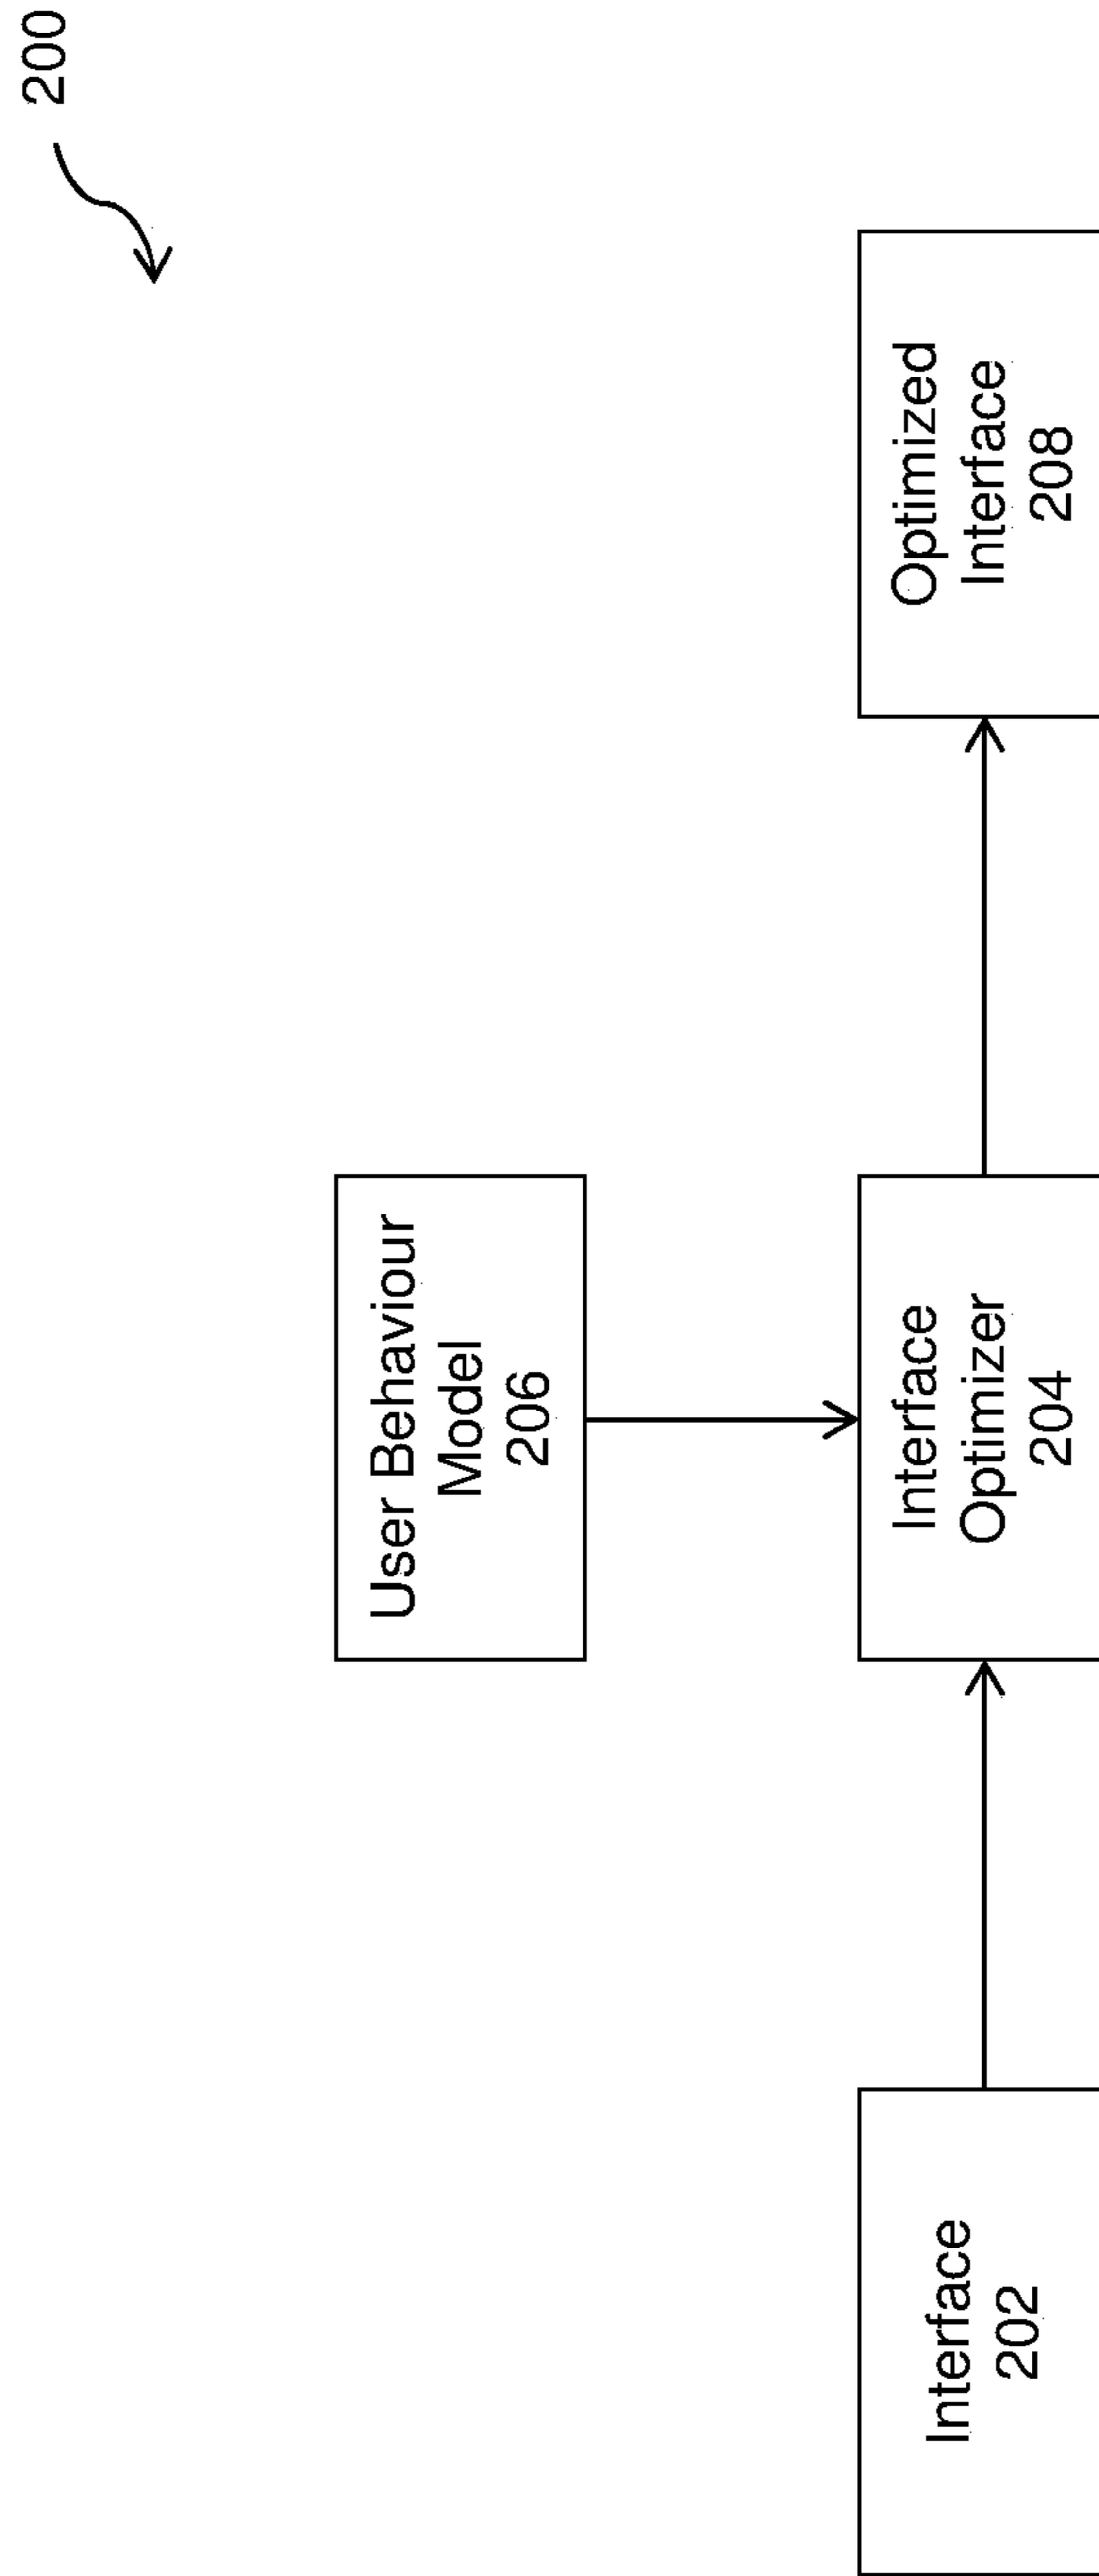 200
User Behaviour
Model
206
Interface
202
Interface
Optimizer
204
Optimized
Interface
208